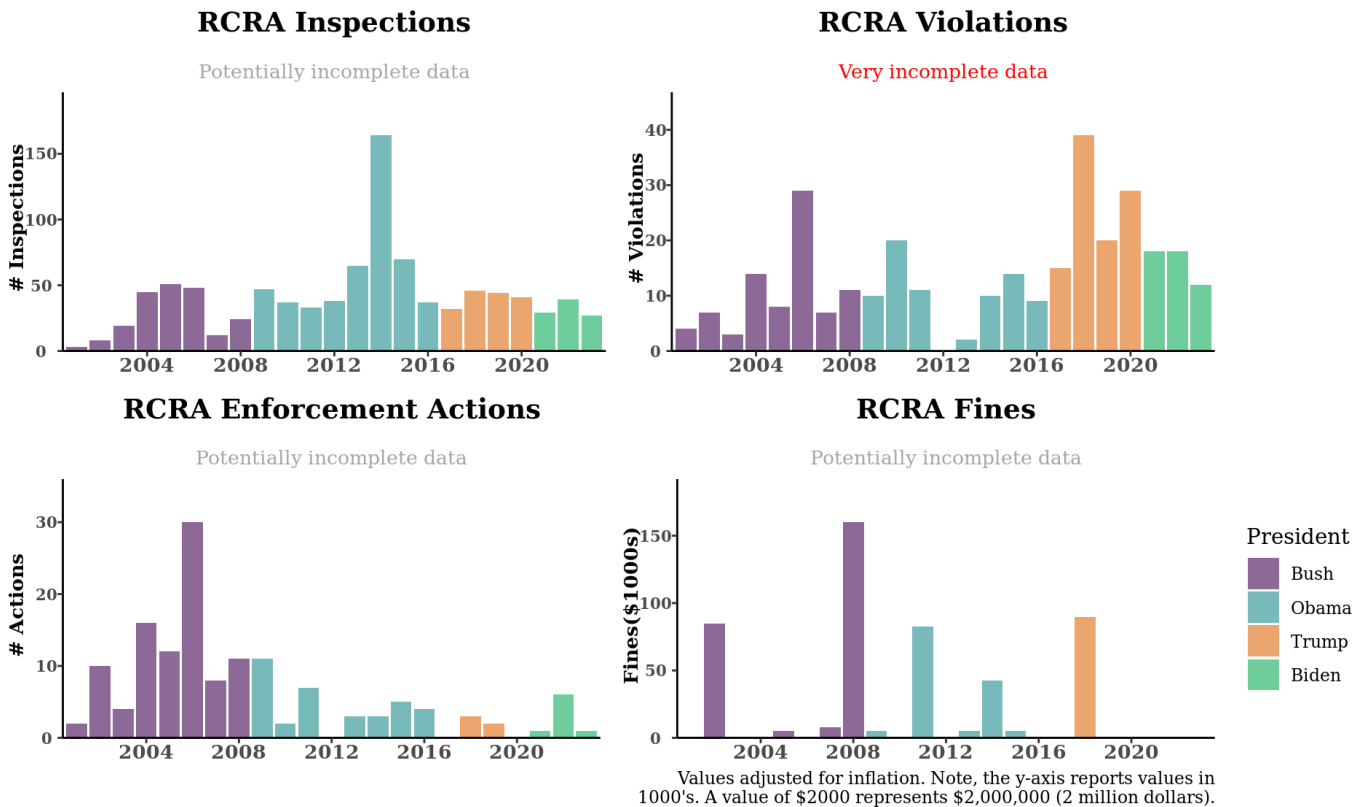 RCRA Inspections
Potentially incomplete data
# Inspections
150
100
50
0
2004 2008 2012 2016 2020
RCRA Violations
Very incomplete data
# Violations
40
30
20
10
0
2004 2008 2012 2016 2020
RCRA Enforcement Actions
Potentially incomplete data
# Actions
30
20
10
0
2004 2008 2012 2016 2020
RCRA Fines
Potentially incomplete data
Fines($1000s)
150
100
50
0
2004 2008 2012 2016 2020
Values adjusted for inflation. Note, the y-axis reports values in
1000's. A value of $2000 represents $2,000,000 (2 million dollars).
President
Bush
Obama
Trump
Biden